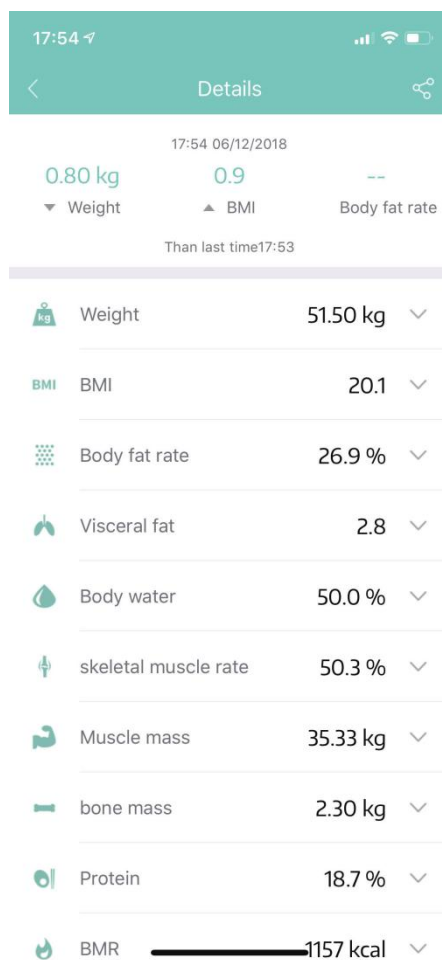 17:54
Details
17:54 06/12/2018
0.80 kg 0.9 --
Weight BMI Body fat rate
Than last time17:53
kg Weight 51.50 kg
BMI BMI 20.1
Body fat rate 26.9 %
Visceral fat 2.8
Body water 50.0 %
skeletal muscle rate 50.3 %
Muscle mass 35.33 kg
bone mass 2.30 kg
Protein 18.7 %
BMR 1157 kcal